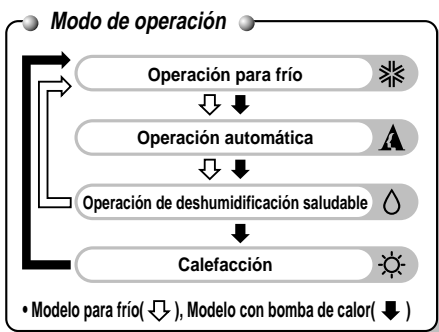 Modo de operación
Operación para frío
Operación automática
Operación de deshumidificación saludable
Calefacción
• Modelo para frío( ), Modelo con bomba de calor( )